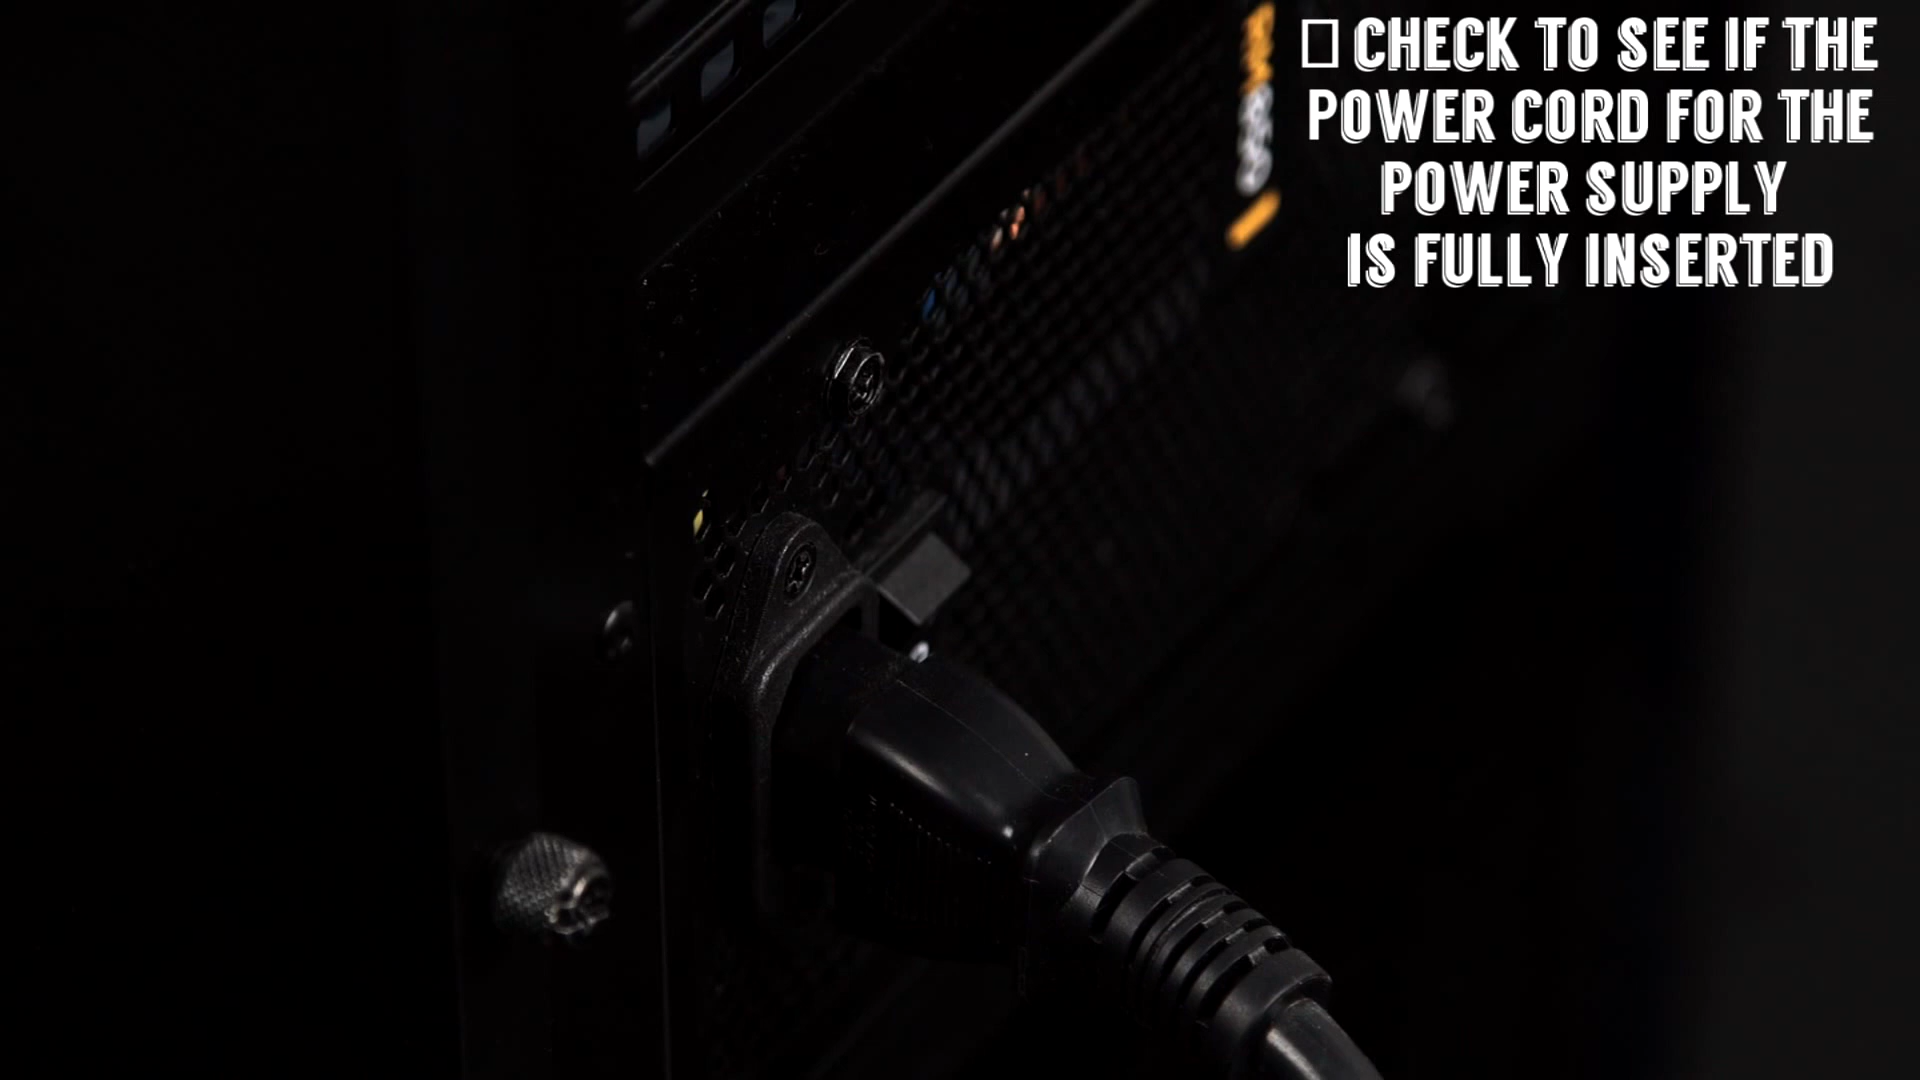 □ CHECK TO SEE IF THE
POWER CORD FOR THE
POWER SUPPLY
IS FULLY INSERTED